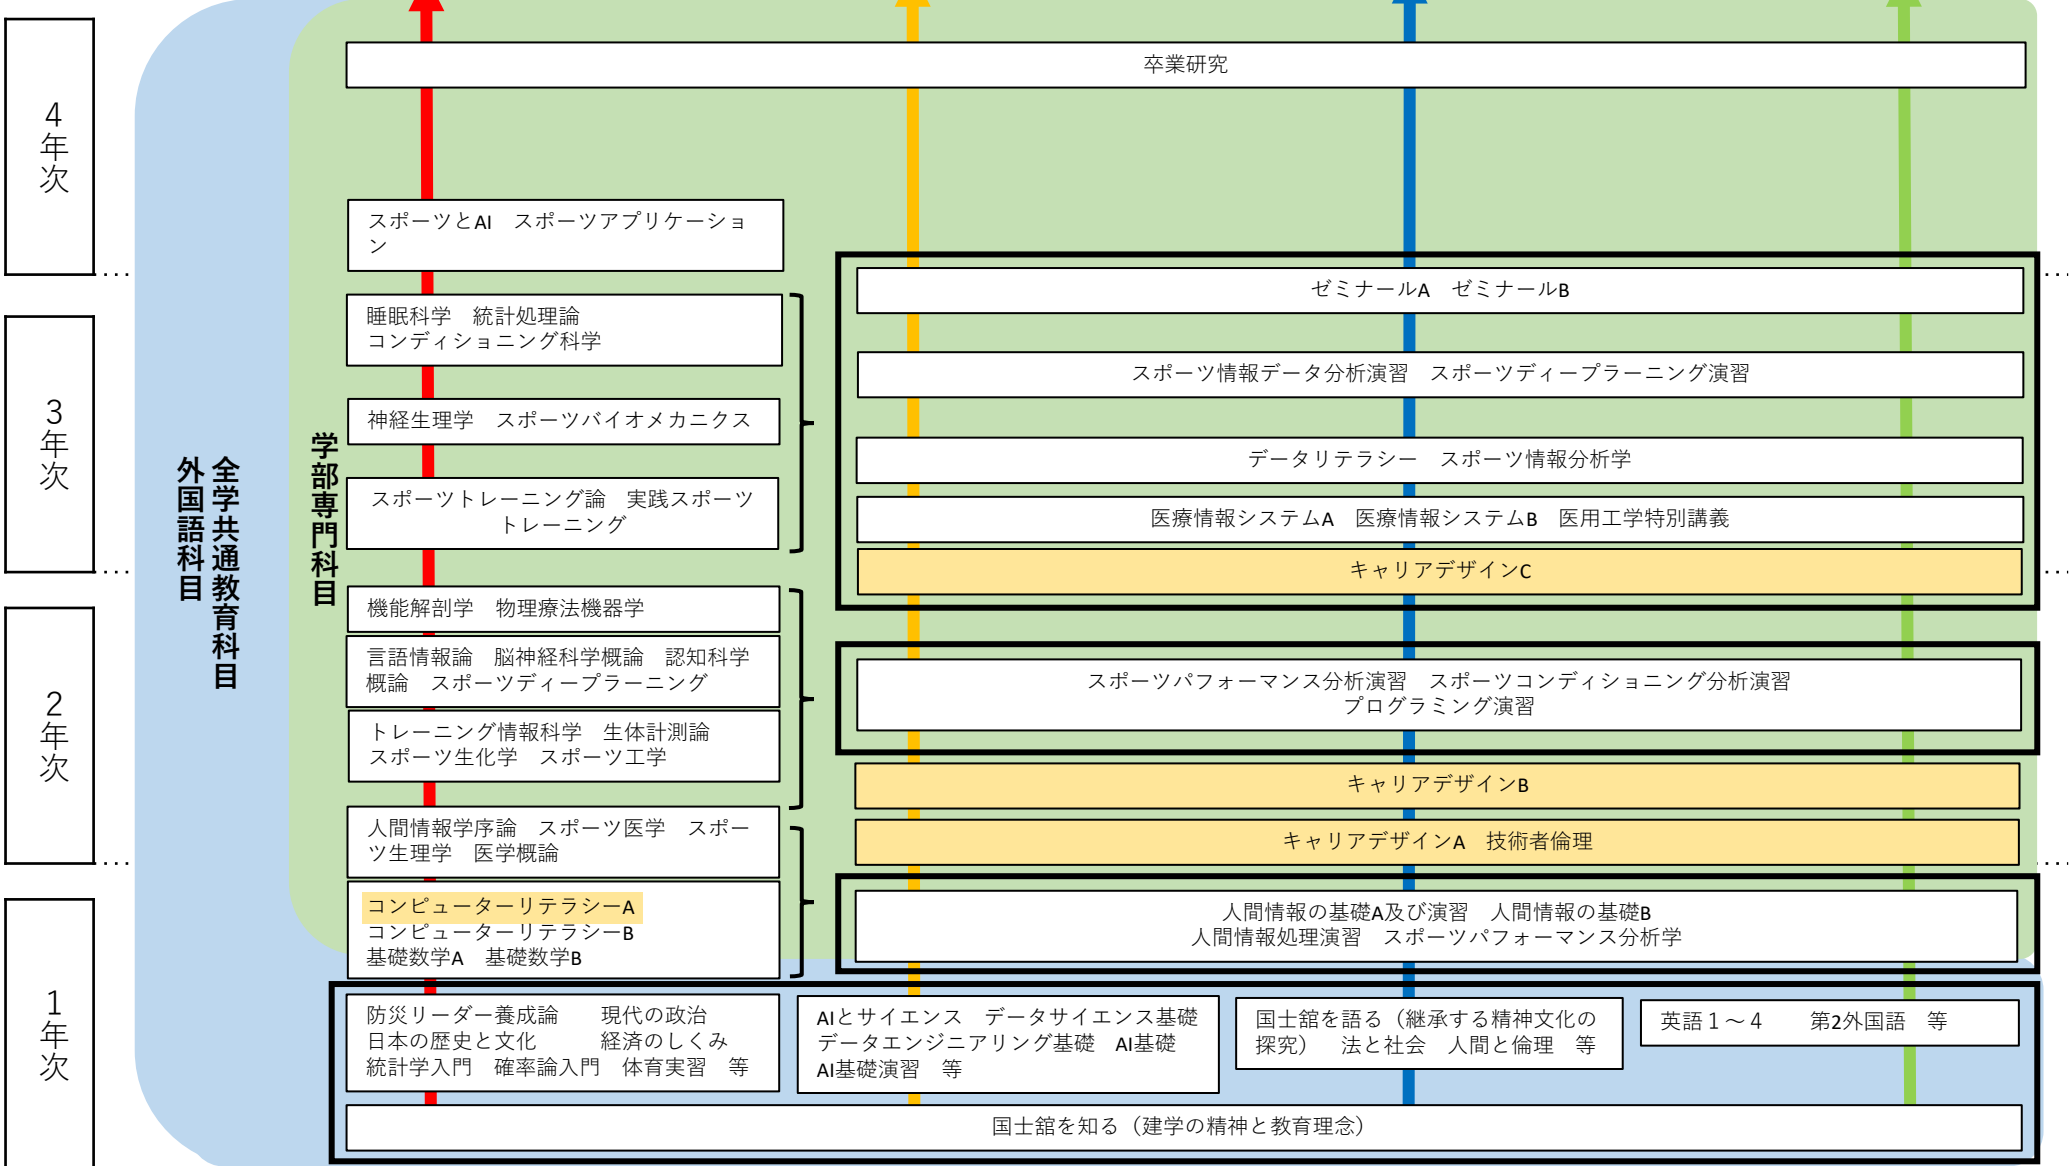 卒業研究
4年次
スポーツとAI　スポーツアプリケーショ
ン
ゼミナールA　ゼミナールB
睡眠科学　統計処理論
コンディショニング科学
スポーツ情報データ分析演習　スポーツディープラーニング演習
3年次
神経生理学　スポーツバイオメカニクス
データリテラシー　スポーツ情報分析学
スポーツトレーニング論　実践スポーツ
トレーニング
医療情報システムA　医療情報システムB　医用工学特別講義
キャリアデザインC
全学共通教育科目
外国語科目
学部専門科目
機能解剖学　物理療法機器学
言語情報論　脳神経科学概論　認知科学
概論　スポーツディープラーニング
スポーツパフォーマンス分析演習　スポーツコンディショニング分析演習
プログラミング演習
2年次
トレーニング情報科学　生体計測論
スポーツ生化学　スポーツ工学
キャリアデザインB
人間情報学序論　スポーツ医学　スポー
ツ生理学　医学概論
キャリアデザインA　技術者倫理
コンピューターリテラシーA
コンピューターリテラシーB
基礎数学A　基礎数学B
人間情報の基礎A及び演習　人間情報の基礎B
人間情報処理演習　スポーツパフォーマンス分析学
1年次
防災リーダー養成論　　現代の政治
日本の歴史と文化　　　経済のしくみ
統計学入門　確率論入門　体育実習　等
AIとサイエンス　データサイエンス基礎
データエンジニアリング基礎　AI基礎
AI基礎演習　等
国士舘を語る（継承する精神文化の
探究）　法と社会　人間と倫理　等
英語１～４　　第2外国語　等
国士舘を知る（建学の精神と教育理念）